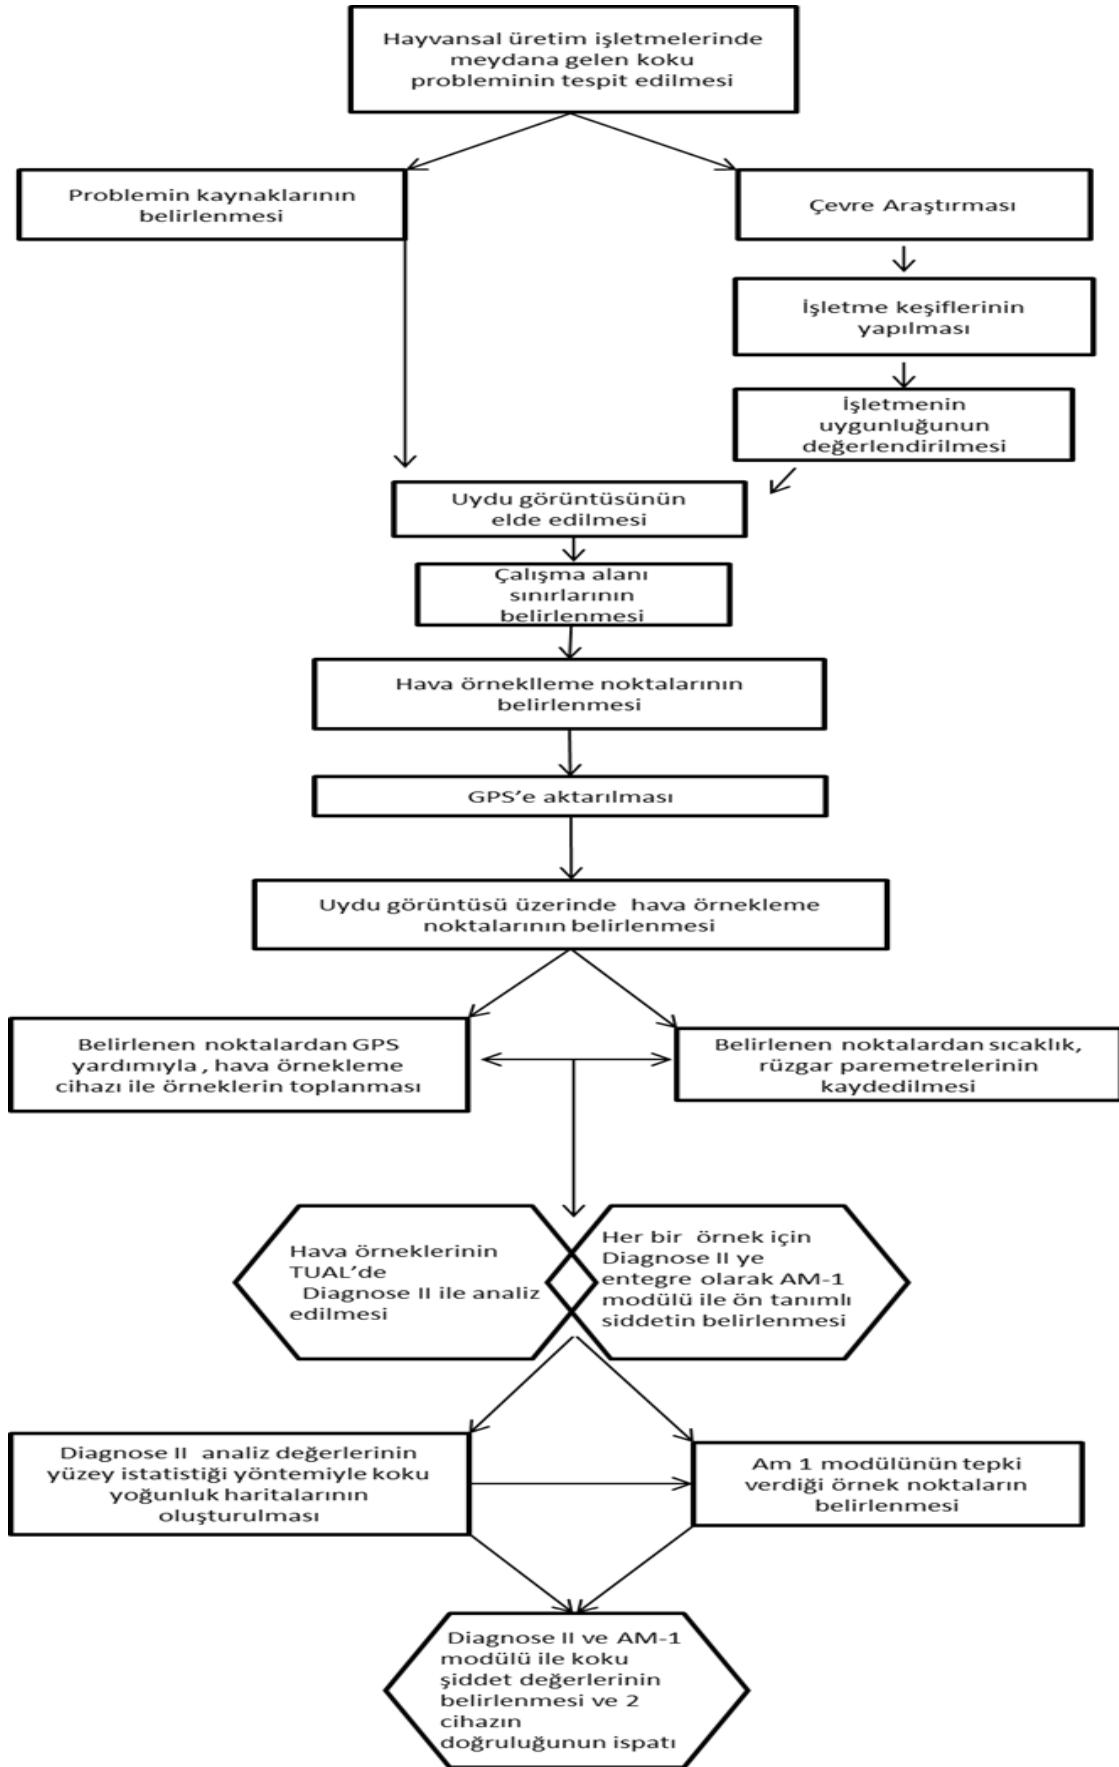 Hayvansal üretim işletmelerinde
meydana gelen koku
probleminin tespit edilmesi
Problemin kaynaklarının
belirlenmesi
Çevre Araştırması
İşletme keşiflerinin
yapılması
İşletmenin
uygunluğunun
değerlendirilmesi
Uydu görüntüsünün
elde edilmesi
Çalışma alanı
sınırlarının
belirlenmesi
Hava örneklleme noktalarının
belirlenmesi
GPS'e aktarılması
Uydu görüntüsü üzerinde hava örnekleme
noktalarının belirlenmesi
Belirlenen noktalardan GPS
yardımıyla , hava örnekleme
cihazı ile örneklerin toplanması
Belirlenen noktalardan sıcaklık,
rüzgar paremetrelerinin
kaydedilmesi
Hava örneklerinin
TUAL'de
Diagnose II ile analiz
edilmesi
Her bir örnek için
Diagnose II ye
entegre olarak AM-1
modülü ile ön tanımlı
siddetin belirlenmesi
Diagnose II analiz değerlerinin
yüzey istatistiği yöntemiyle koku
yoğunluk haritalarının
oluşturulması
Am 1 modülünün tepki
verdiği örnek noktaların
belirlenmesi
Diagnose II ve AM-1
modülü ile koku
şiddet değerlerinin
belirlenmesi ve 2
cihazın
doğruluğunun ispatı